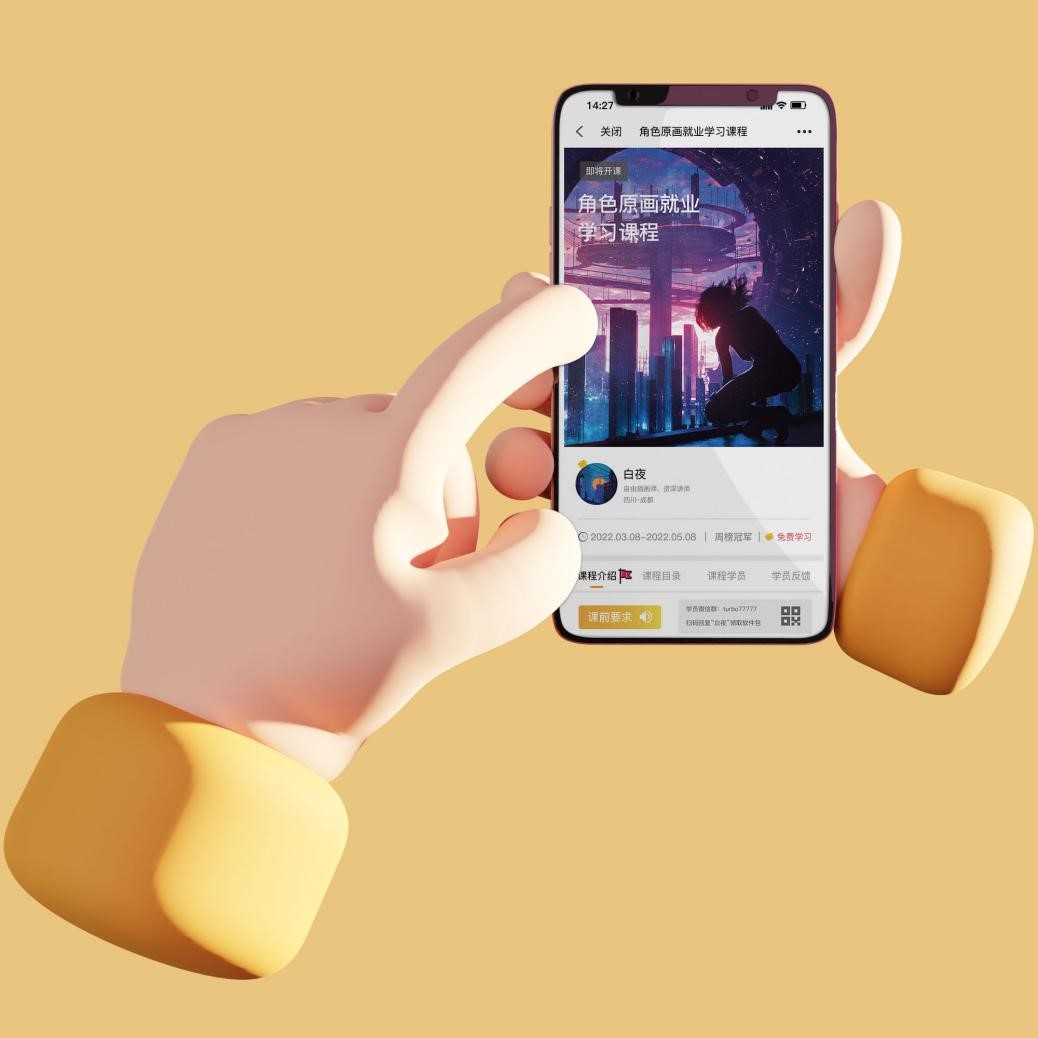 14:27
关闭 角色原画就业学习课程
即将开课
角色原画就业
学习课程
白夜
自由插画师、资深讲师
四川·成都
2022.03.08-2022.05.08 | 周榜冠军 | 免费学习
课程介绍 课程目录 课程学员 学员反馈
课前要求
学员微信群：turbo77777
扫码回复"白夜"领取软件包